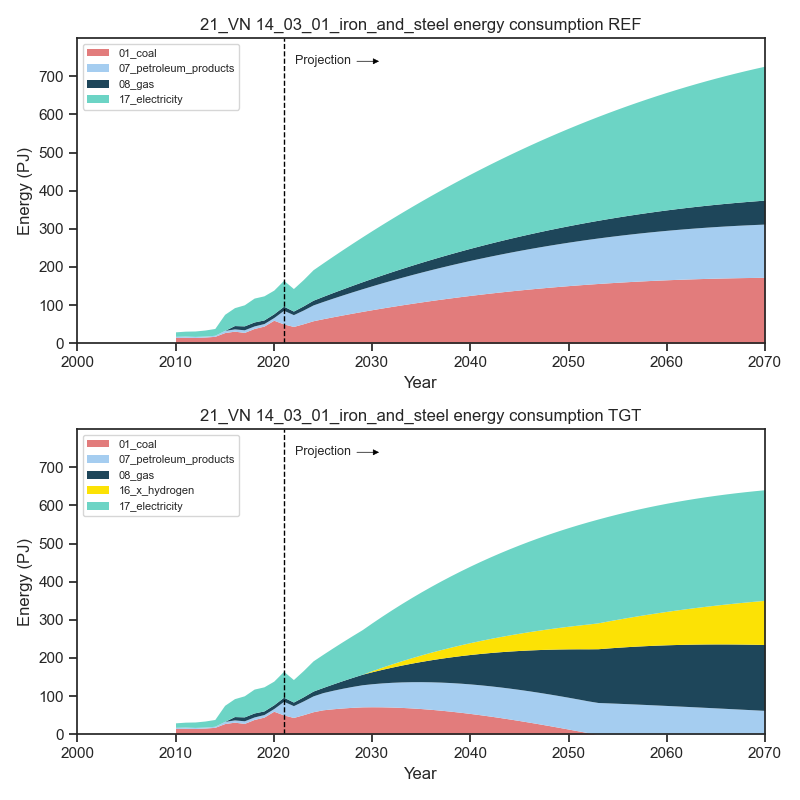 21_VN 14_03_01_iron_and_steel energy consumption REF
01_coal
07_petroleum_products
08_gas
17_electricity
Projection
700
600
500
400
300
200
100
0
Energy (PJ)
2000 2010 2020 2030 2040 2050 2060 2070
Year
21_VN 14_03_01_iron_and_steel energy consumption TGT
01_coal
07_petroleum_products
08_gas
16_x_hydrogen
17_electricity
Projection
700
600
500
400
300
200
100
0
Energy (PJ)
2000 2010 2020 2030 2040 2050 2060 2070
Year